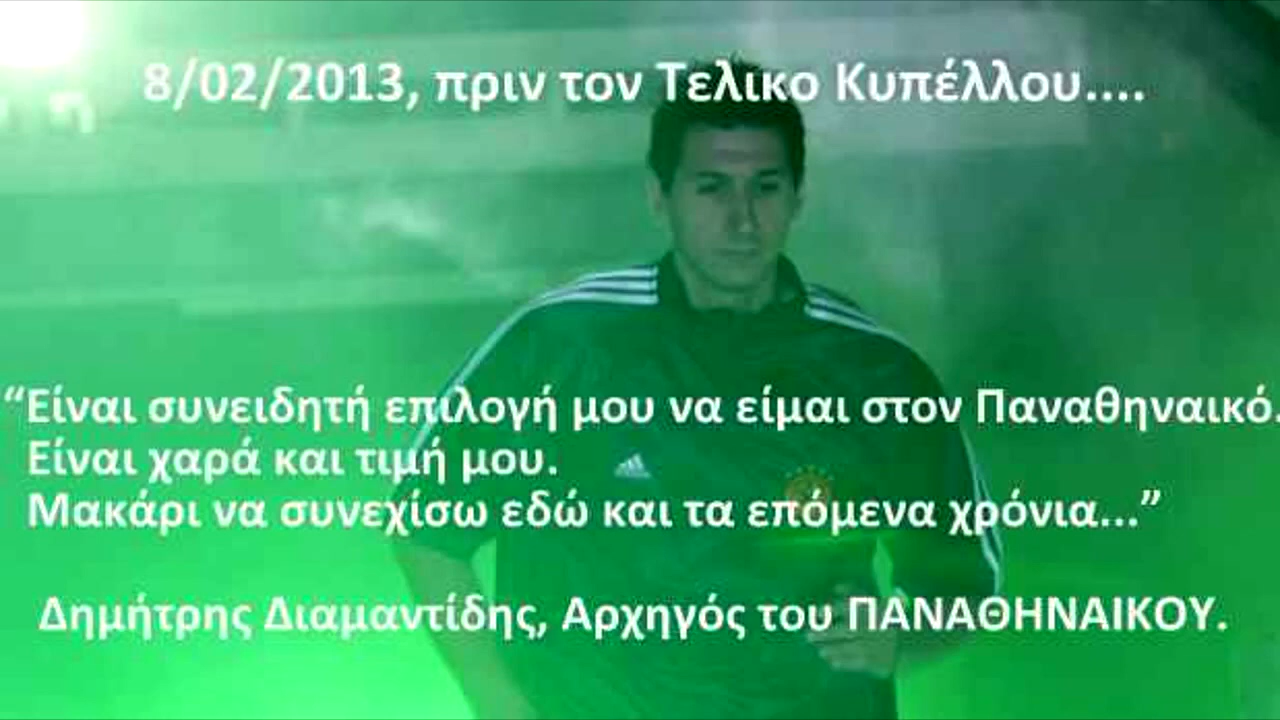 8/02/2013, πριν τον Τελικο Κυπέλλου....
“Είναι συνειδητή επιλογή μου να είμαι στον Παναθηναικό.
Είναι χαρά και τιμή μου.
Μακάρι να συνεχίσω εδώ και τα επόμενα χρόνια...”
Δημήτρης Διαμαντίδης, Αρχηγός του ΠΑΝΑΘΗΝΑΙΚΟΥ.